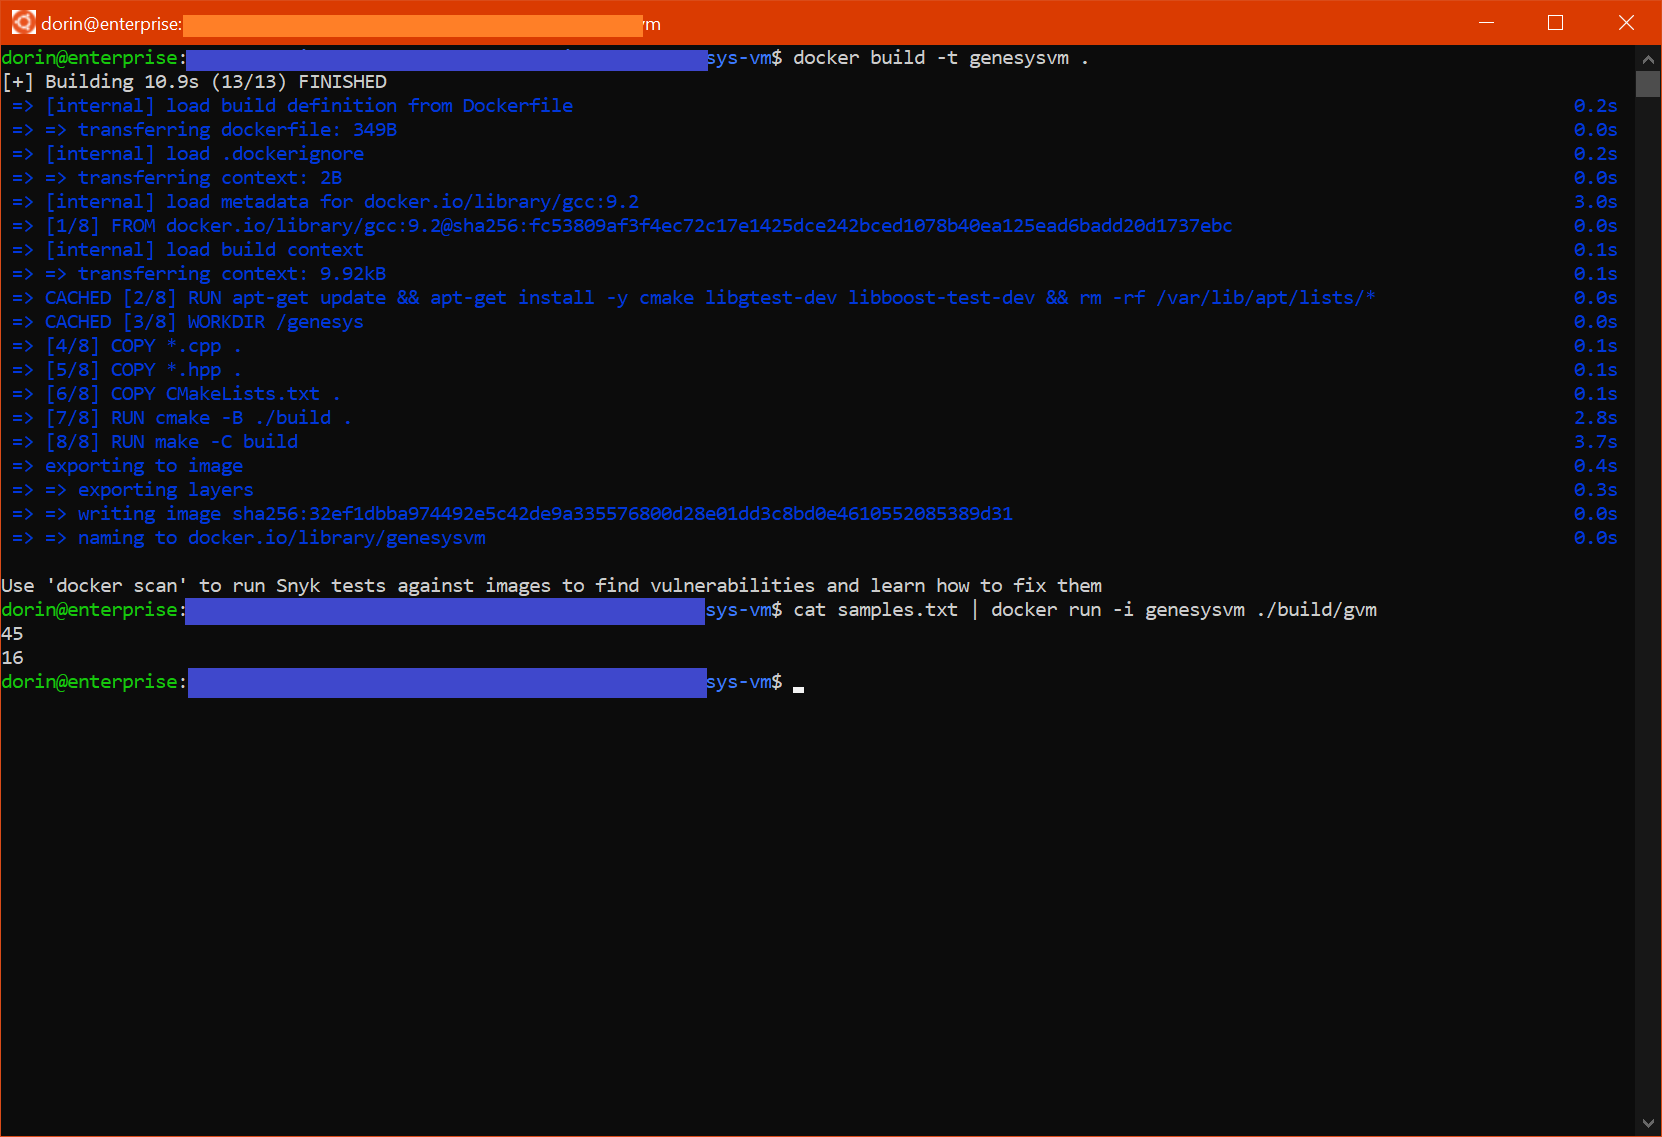 dorin@enterprise: vm
dorin@enterprise: sys-vm$ docker build -t genesysvm .
[+] Building 10.9s (13/13) FINISHED
=> [internal] load build definition from Dockerfile 0.2s
=> => transferring dockerfile: 349B 0.0s
=> [internal] load .dockerignore 0.2s
=> => transferring context: 2B 0.0s
=> [internal] load metadata for docker.io/library/gcc:9.2 3.0s
=> [1/8] FROM docker.io/library/gcc:9.2@sha256:fc53809af3f4ec72c17e1425dce242bced1078b40ea125ead6badd20d1737ebc 0.0s
=> [internal] load build context 0.1s
=> => transferring context: 9.92kB 0.1s
=> CACHED [2/8] RUN apt-get update && apt-get install -y cmake libgtest-dev libboost-test-dev && rm -rf /var/lib/apt/lists/* 0.0s
=> CACHED [3/8] WORKDIR /genesys 0.0s
=> [4/8] COPY *.cpp . 0.1s
=> [5/8] COPY *.hpp . 0.1s
=> [6/8] COPY CMakeLists.txt . 0.1s
=> [7/8] RUN cmake -B ./build . 2.8s
=> [8/8] RUN make -C build 3.7s
=> exporting to image 0.4s
=> => exporting layers 0.3s
=> => writing image sha256:32ef1dbba974492e5c42de9a335576800d28e01dd3c8bd0e4610552085389d31 0.0s
=> => naming to docker.io/library/genesysvm 0.0s
Use 'docker scan' to run Snyk tests against images to find vulnerabilities and learn how to fix them
dorin@enterprise: sys-vm$ cat samples.txt | docker run -i genesysvm ./build/gvm
45
16
dorin@enterprise: sys-vm$